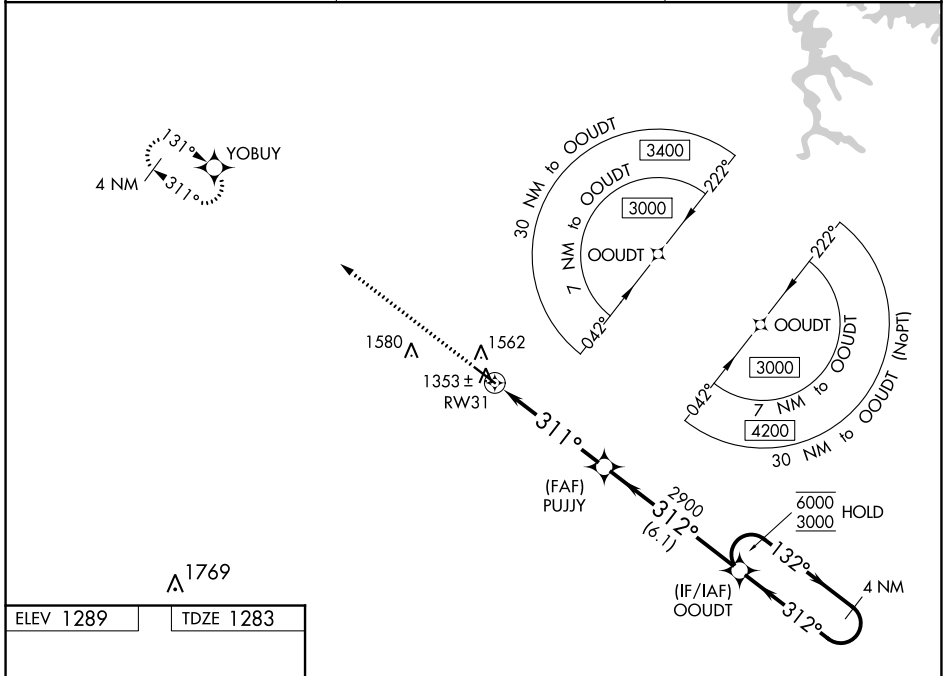 131°
YOBUY
4 NM
311°
30 NM to OOUDT
3400
7 NM to OOUDT
3000
222°
OOUDT
042°
222°
OOUDT
3000
042°
7 NM to OOUDT
4200
30 NM to OOUDT (NoPT)
1580
1562
1353 ±
RW31
311°
(FAF)
PUJJY
2900
312°
(6.1)
6000
3000
HOLD
132°
4 NM
312°
(IF/IAF)
OOUDT
1769
ELEV 1289
TDZE 1283